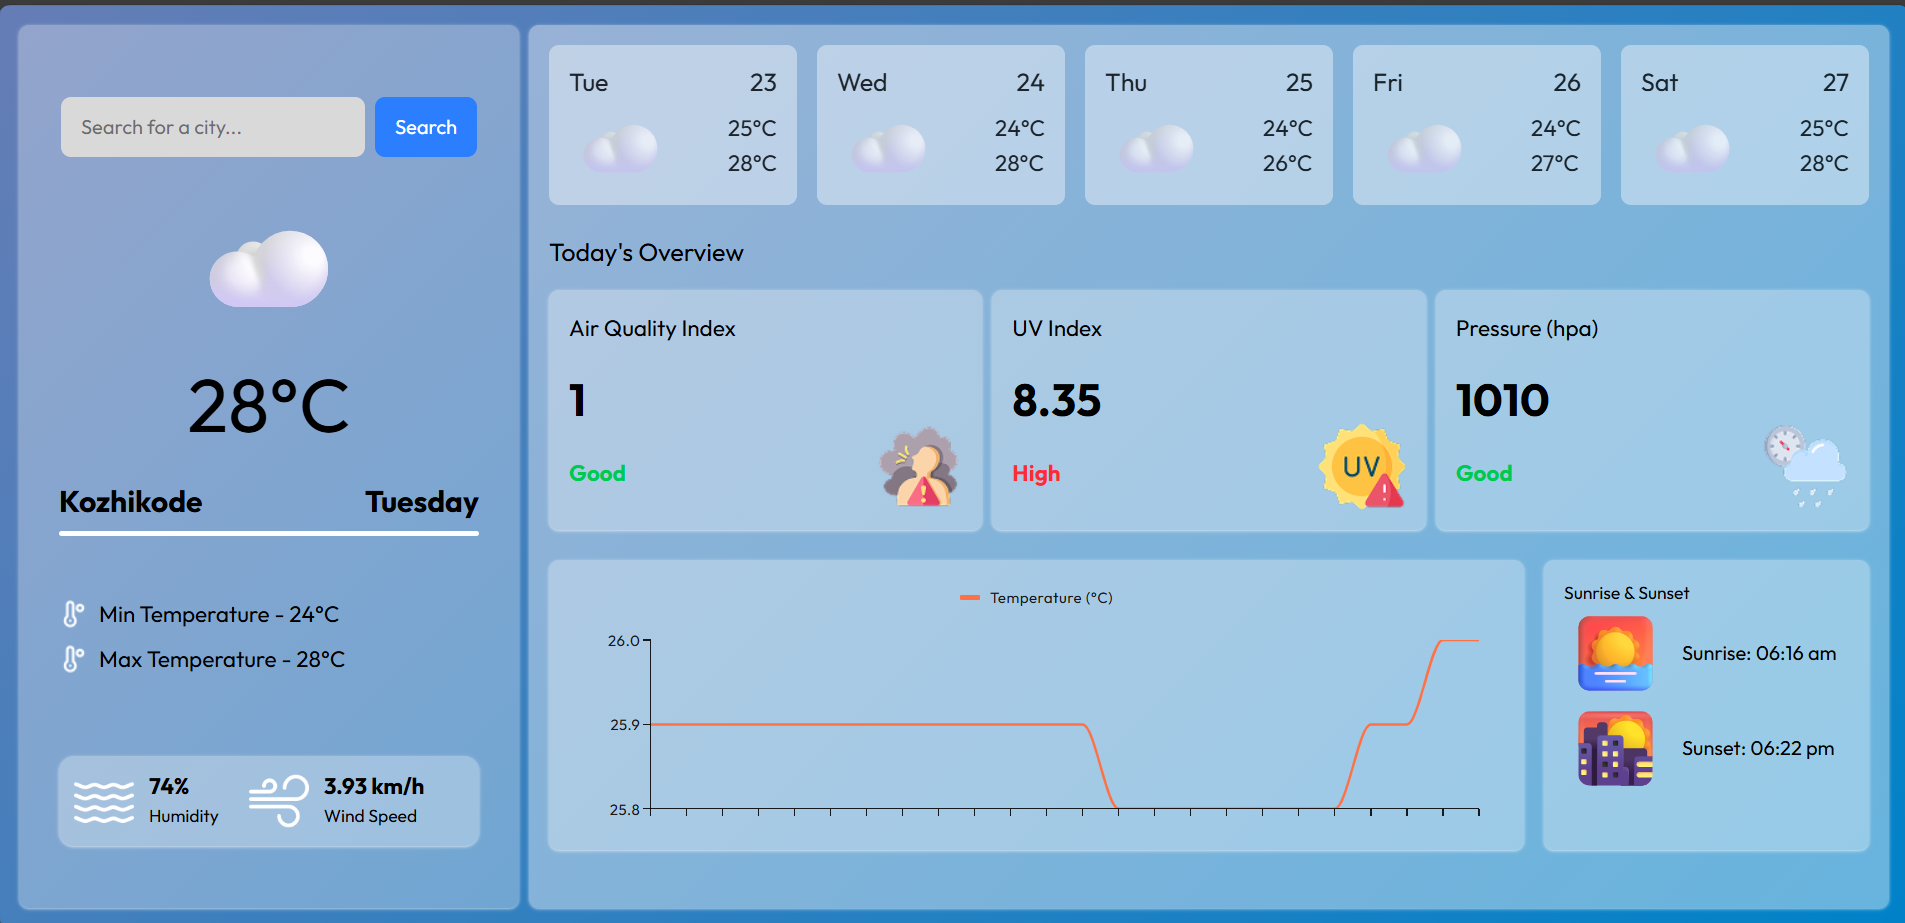 Search for a city...
Search
28°C
Kozhikode Tuesday
Min Temperature - 24°C
Max Temperature - 28°C
74%
Humidity
3.93 km/h
Wind Speed
Tue 23
25°C
28°C
Wed 24
24°C
28°C
Thu 25
24°C
26°C
Fri 26
24°C
27°C
Sat 27
25°C
28°C
Today's Overview
Air Quality Index
1
Good
UV Index
8.35
High
UV
Pressure (hpa)
1010
Good
Temperature (°C)
26.0
25.9
25.8
Sunrise & Sunset
Sunrise: 06:16 am
Sunset: 06:22 pm